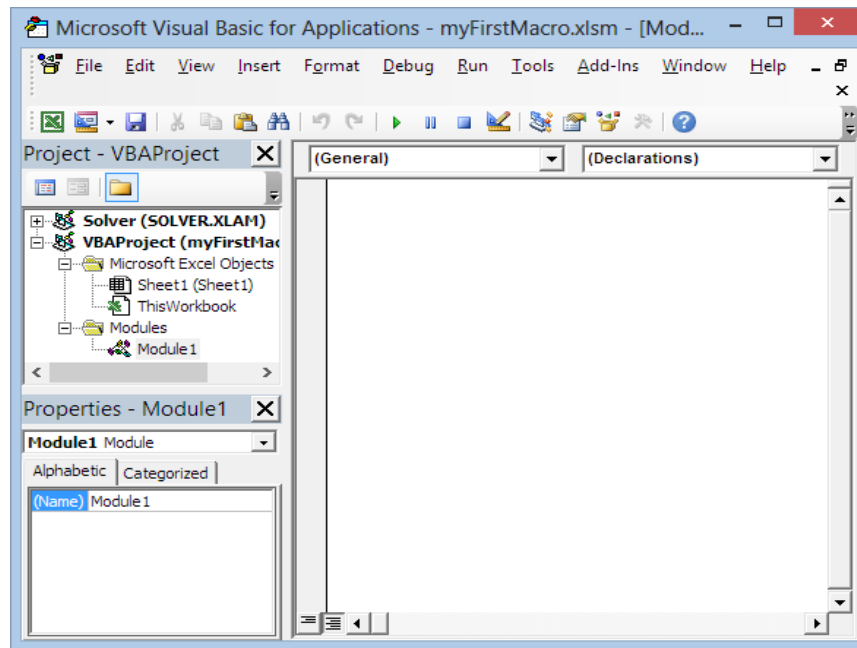 Microsoft Visual Basic for Applications - myFirstMacro.xlsm - [Mod...
File Edit View Insert Format Debug Run Tools Add-Ins Window Help
Project - VBAProject
(General) (Declarations)
Solver (SOLVER.XLAM)
VBAProject (myFirstMac
Microsoft Excel Objects
Sheet1 (Sheet1)
ThisWorkbook
Modules
Module1
Properties - Module1
Module1 Module
Alphabetic Categorized
(Name) Module1